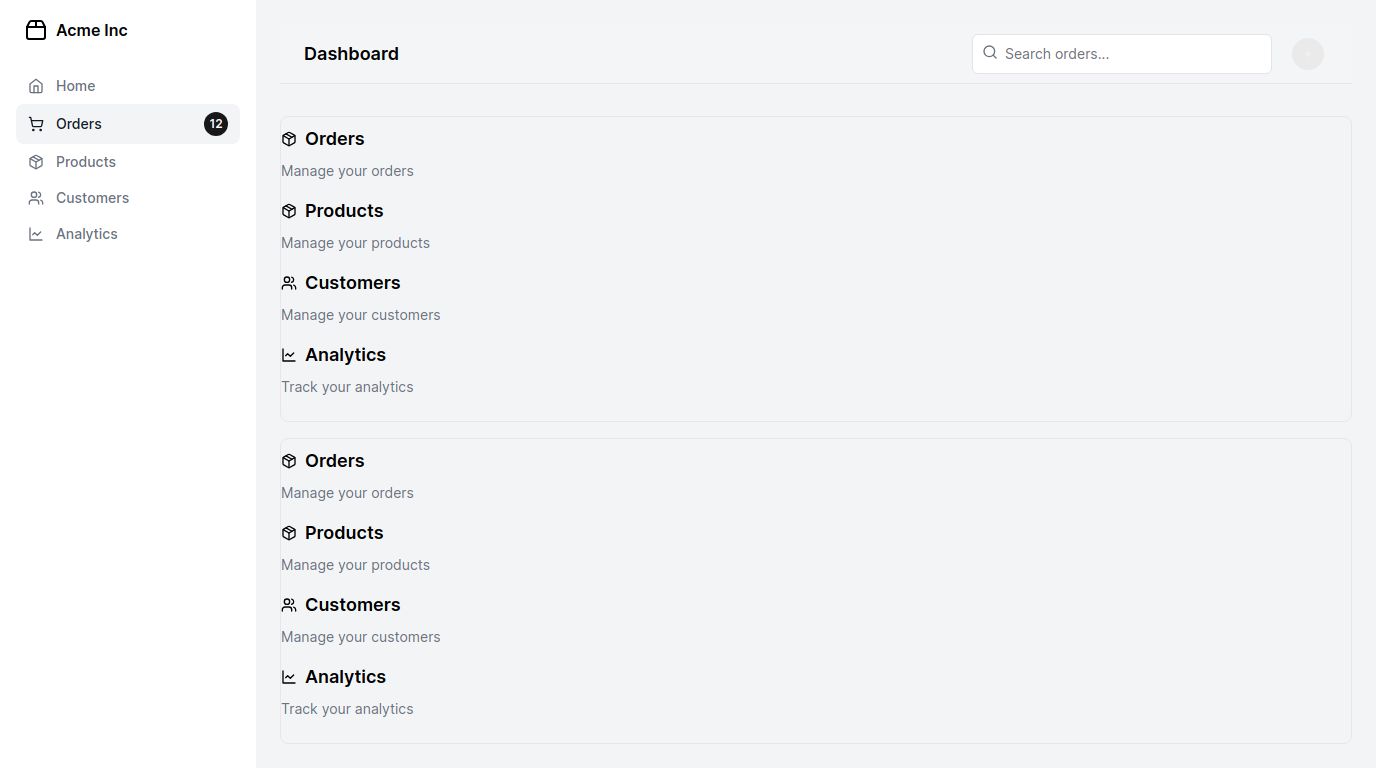 Acme Inc
Home
Orders 12
Products
Customers
Analytics
Dashboard
Search orders...
Orders
Manage your orders
Products
Manage your products
Customers
Manage your customers
Analytics
Track your analytics
Orders
Manage your orders
Products
Manage your products
Customers
Manage your customers
Analytics
Track your analytics